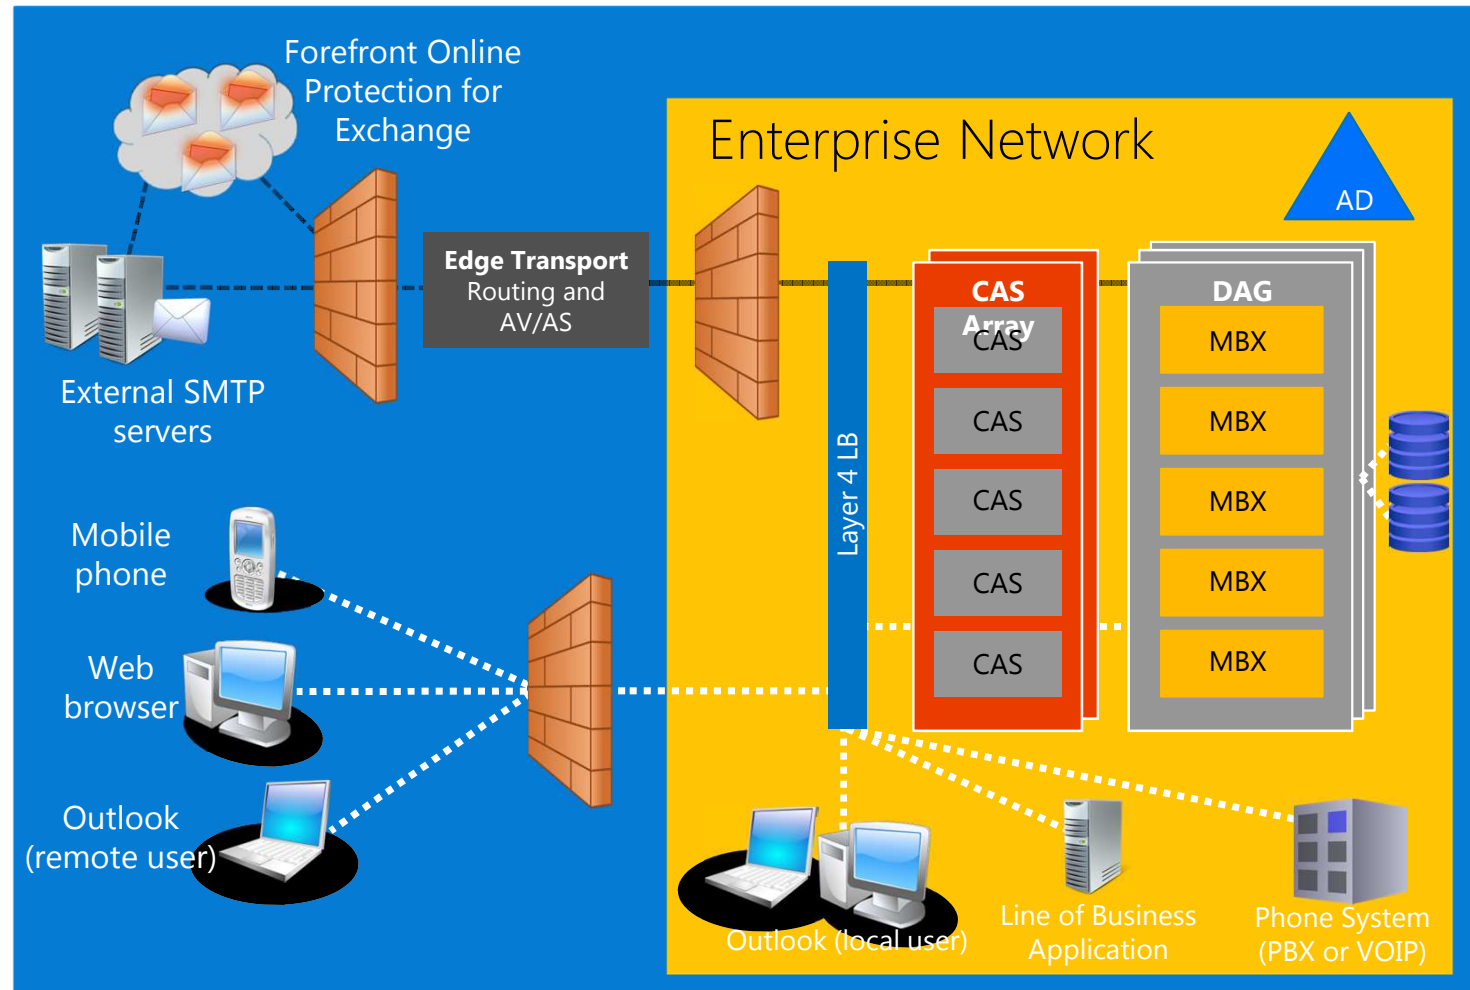 Forefront Online
Protection for
Exchange
Enterprise Network
AD
Edge Transport
Routing and
AV/AS
External SMTP
servers
CAS
Array
CAS
CAS
CAS
CAS
CAS
DAG
MBX
MBX
MBX
MBX
MBX
Layer 4 LB
Mobile
phone
Web
browser
Outlook
(remote user)
Outlook (local user)
Line of Business
Application
Phone System
(PBX or VOIP)